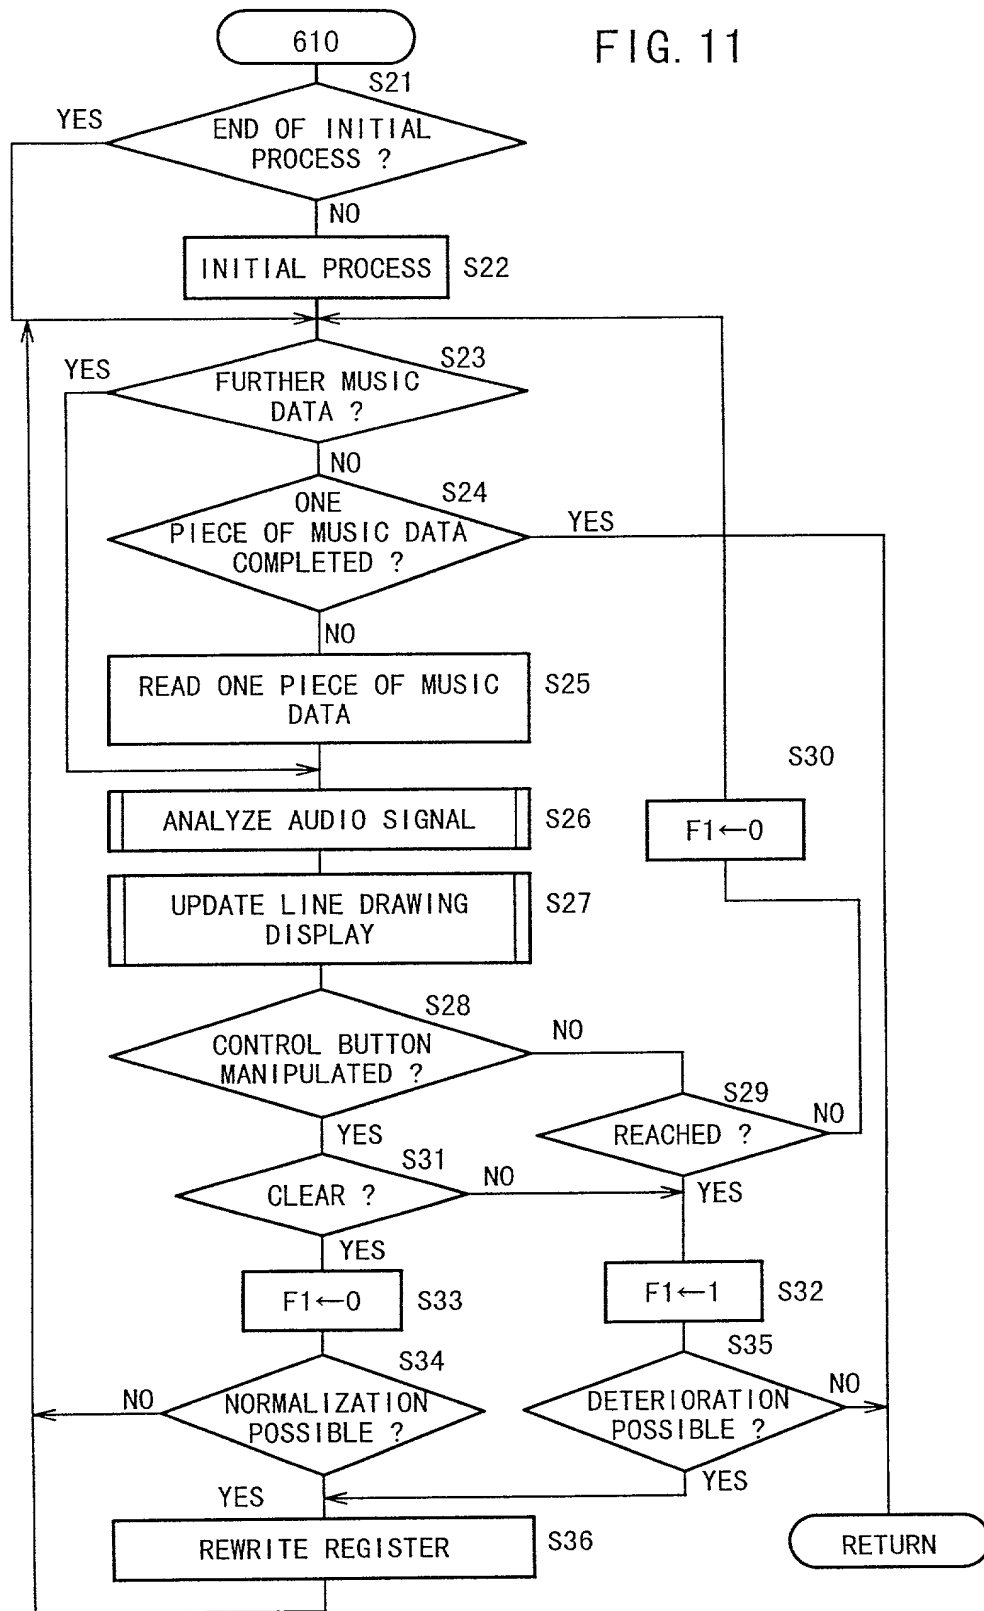 610
FIG. 11
S21
YES
END OF INITIAL
PROCESS ?
NO
INITIAL PROCESS
S22
S23
YES
FURTHER MUSIC
DATA ?
NO
S24
ONE
PIECE OF MUSIC DATA
COMPLETED ?
YES
NO
READ ONE PIECE OF MUSIC
DATA
S25
S30
ANALYZE AUDIO SIGNAL
S26
F1←0
UPDATE LINE DRAWING
DISPLAY
S27
S28
CONTROL BUTTON
MANIPULATED ?
NO
S29
REACHED ?
NO
YES
S31
CLEAR ?
NO
YES
YES
F1←0
S33
F1←1
S32
S34
S35
NO
NORMALIZATION
POSSIBLE ?
DETERIORATION
POSSIBLE ?
NO
YES
YES
REWRITE REGISTER
S36
RETURN